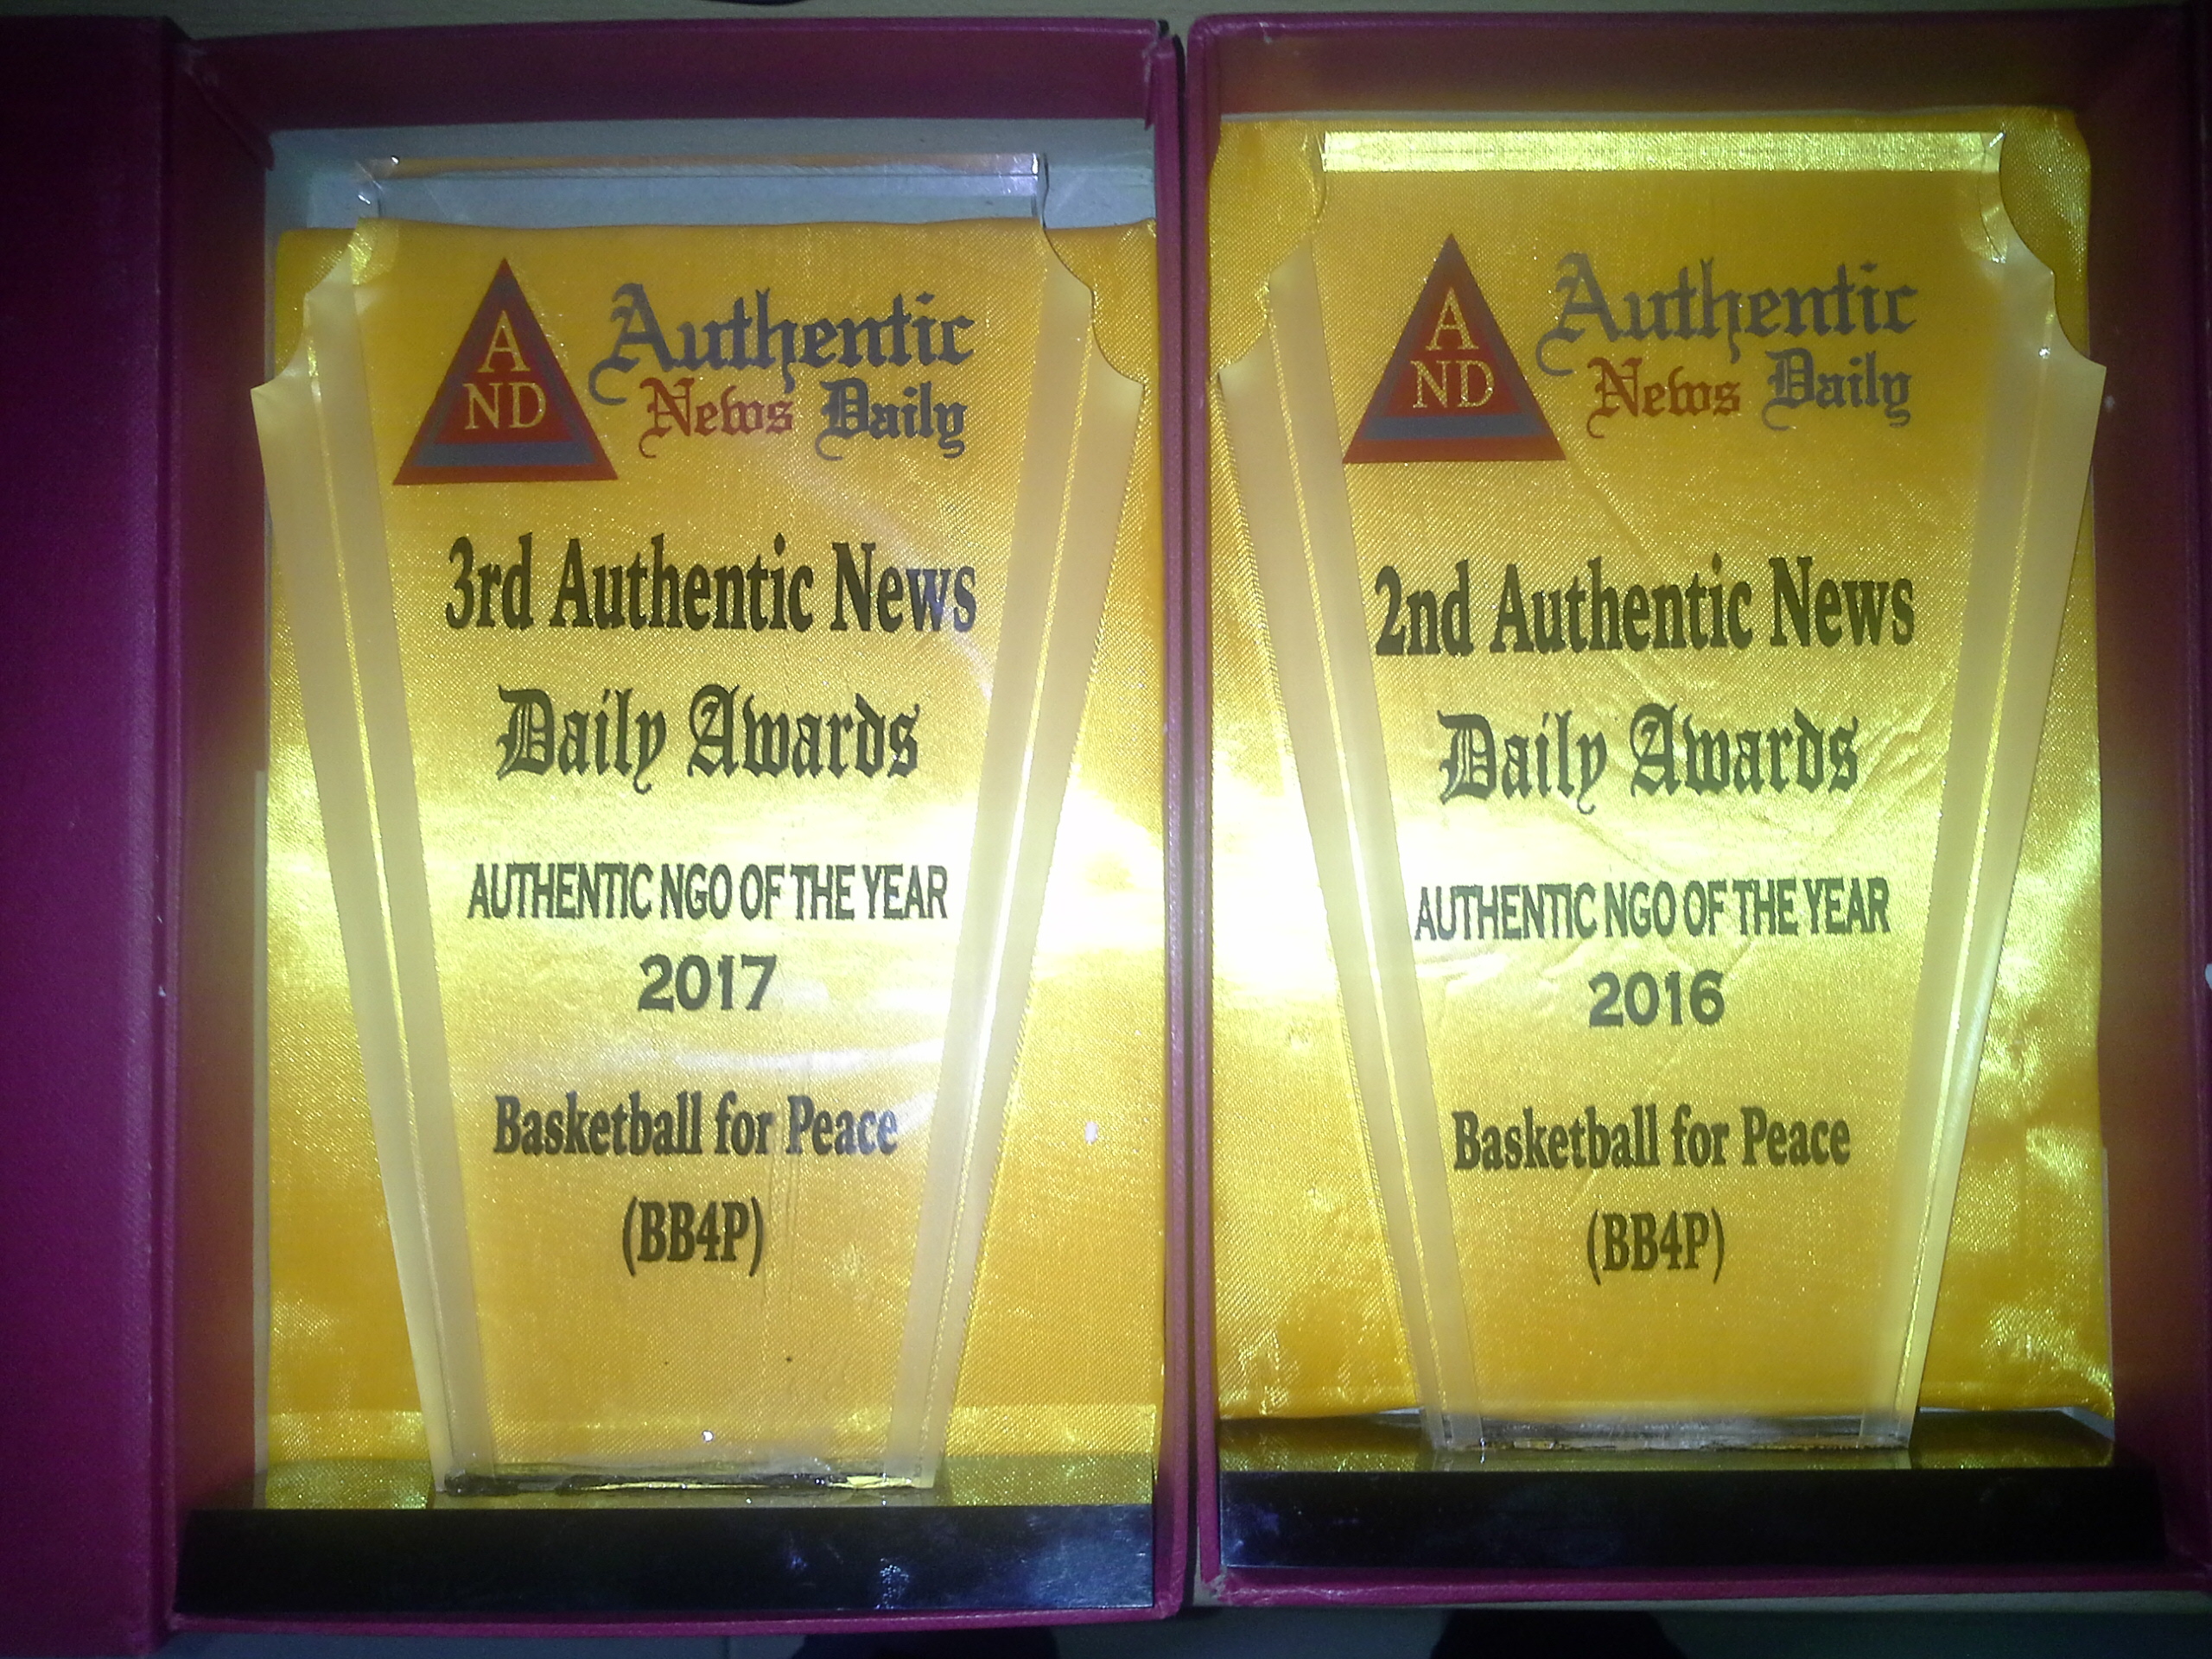 A
ND
Authentic
News Daily
3rd Authentic News
Daily Awards
AUTHENTIC NGO OF THE YEAR
2017
Basketball for Peace
(BB4P)
A
ND
Authentic
News Daily
2nd Authentic News
Daily Awards
AUTHENTIC NGO OF THE YEAR
2016
Basketball for Peace
(BB4P)